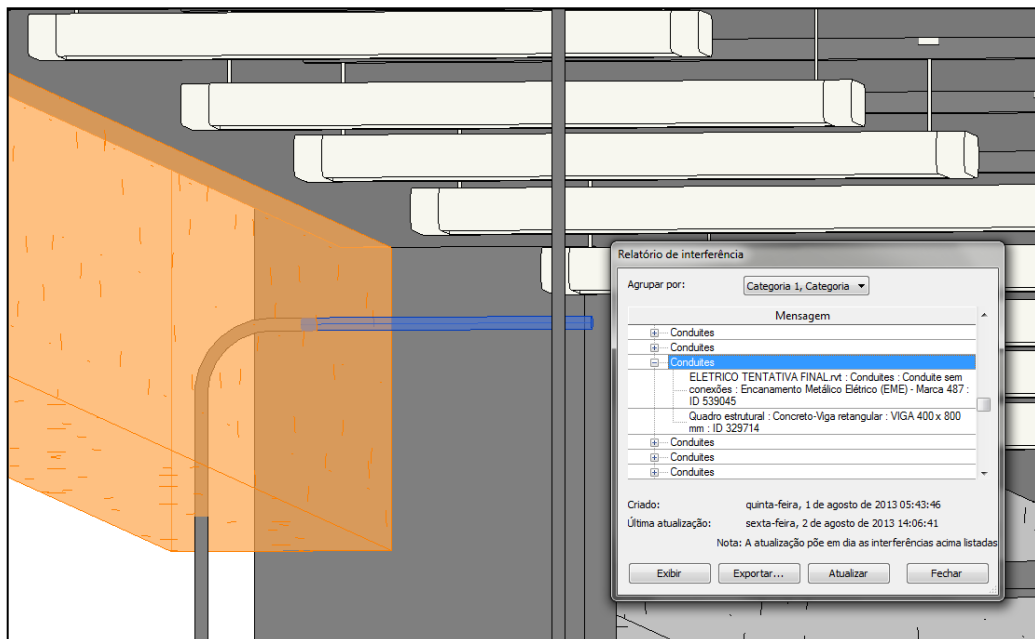 Relatório de interferência
Agrupar por:
Categoria 1, Categoria
Mensagem
Conduites
Conduites
Conduites
ELETRICO TENTATIVA FINAL.rvt : Conduites : Conduite sem
conexões : Encanamento Metálico Elétrico (EME) - Marca 487 :
ID 539045
Quadro estrutural : Concreto-Viga retangular : VIGA 400 x 800
mm : ID 329714
Conduites
Conduites
Conduites
Criado: quinta-feira, 1 de agosto de 2013 05:43:46
Última atualização: sexta-feira, 2 de agosto de 2013 14:06:41
Nota: A atualização põe em dia as interferências acima listadas
Exibir Exportar... Atualizar Fechar